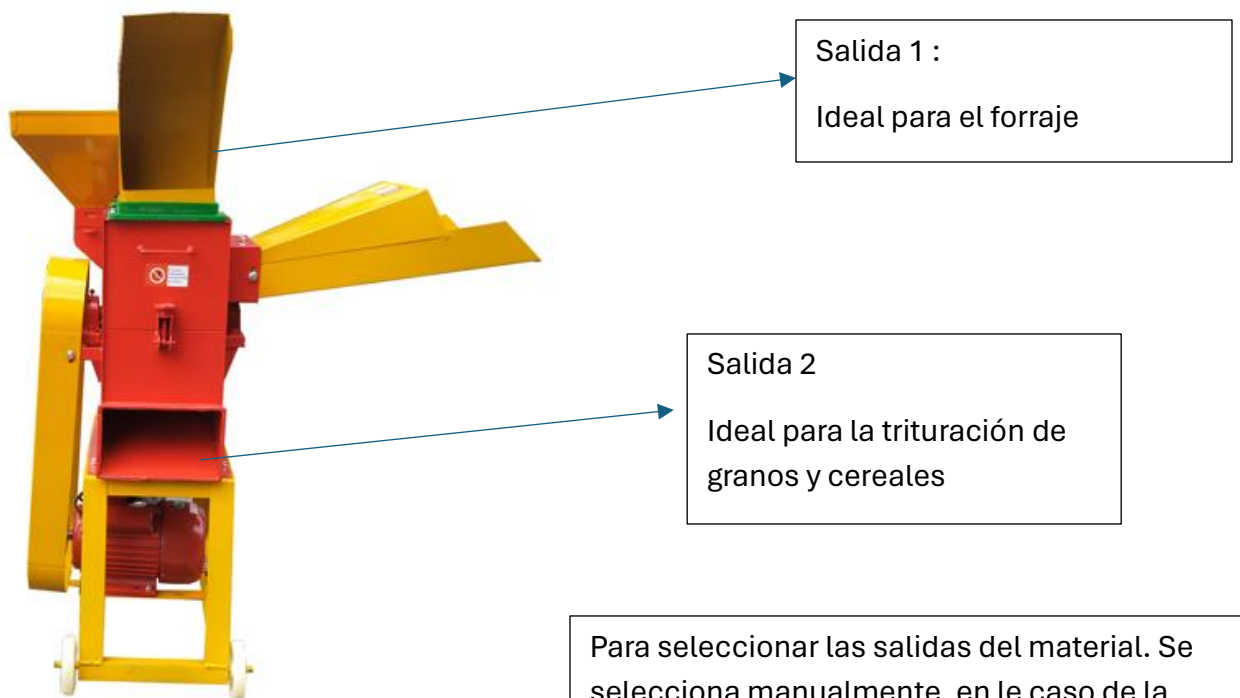 Salida 1 :
Ideal para el forraje
Salida 2
Ideal para la trituración de
granos y cereales
Para seleccionar las salidas del material. Se
selecciona manualmente, en le caso de la